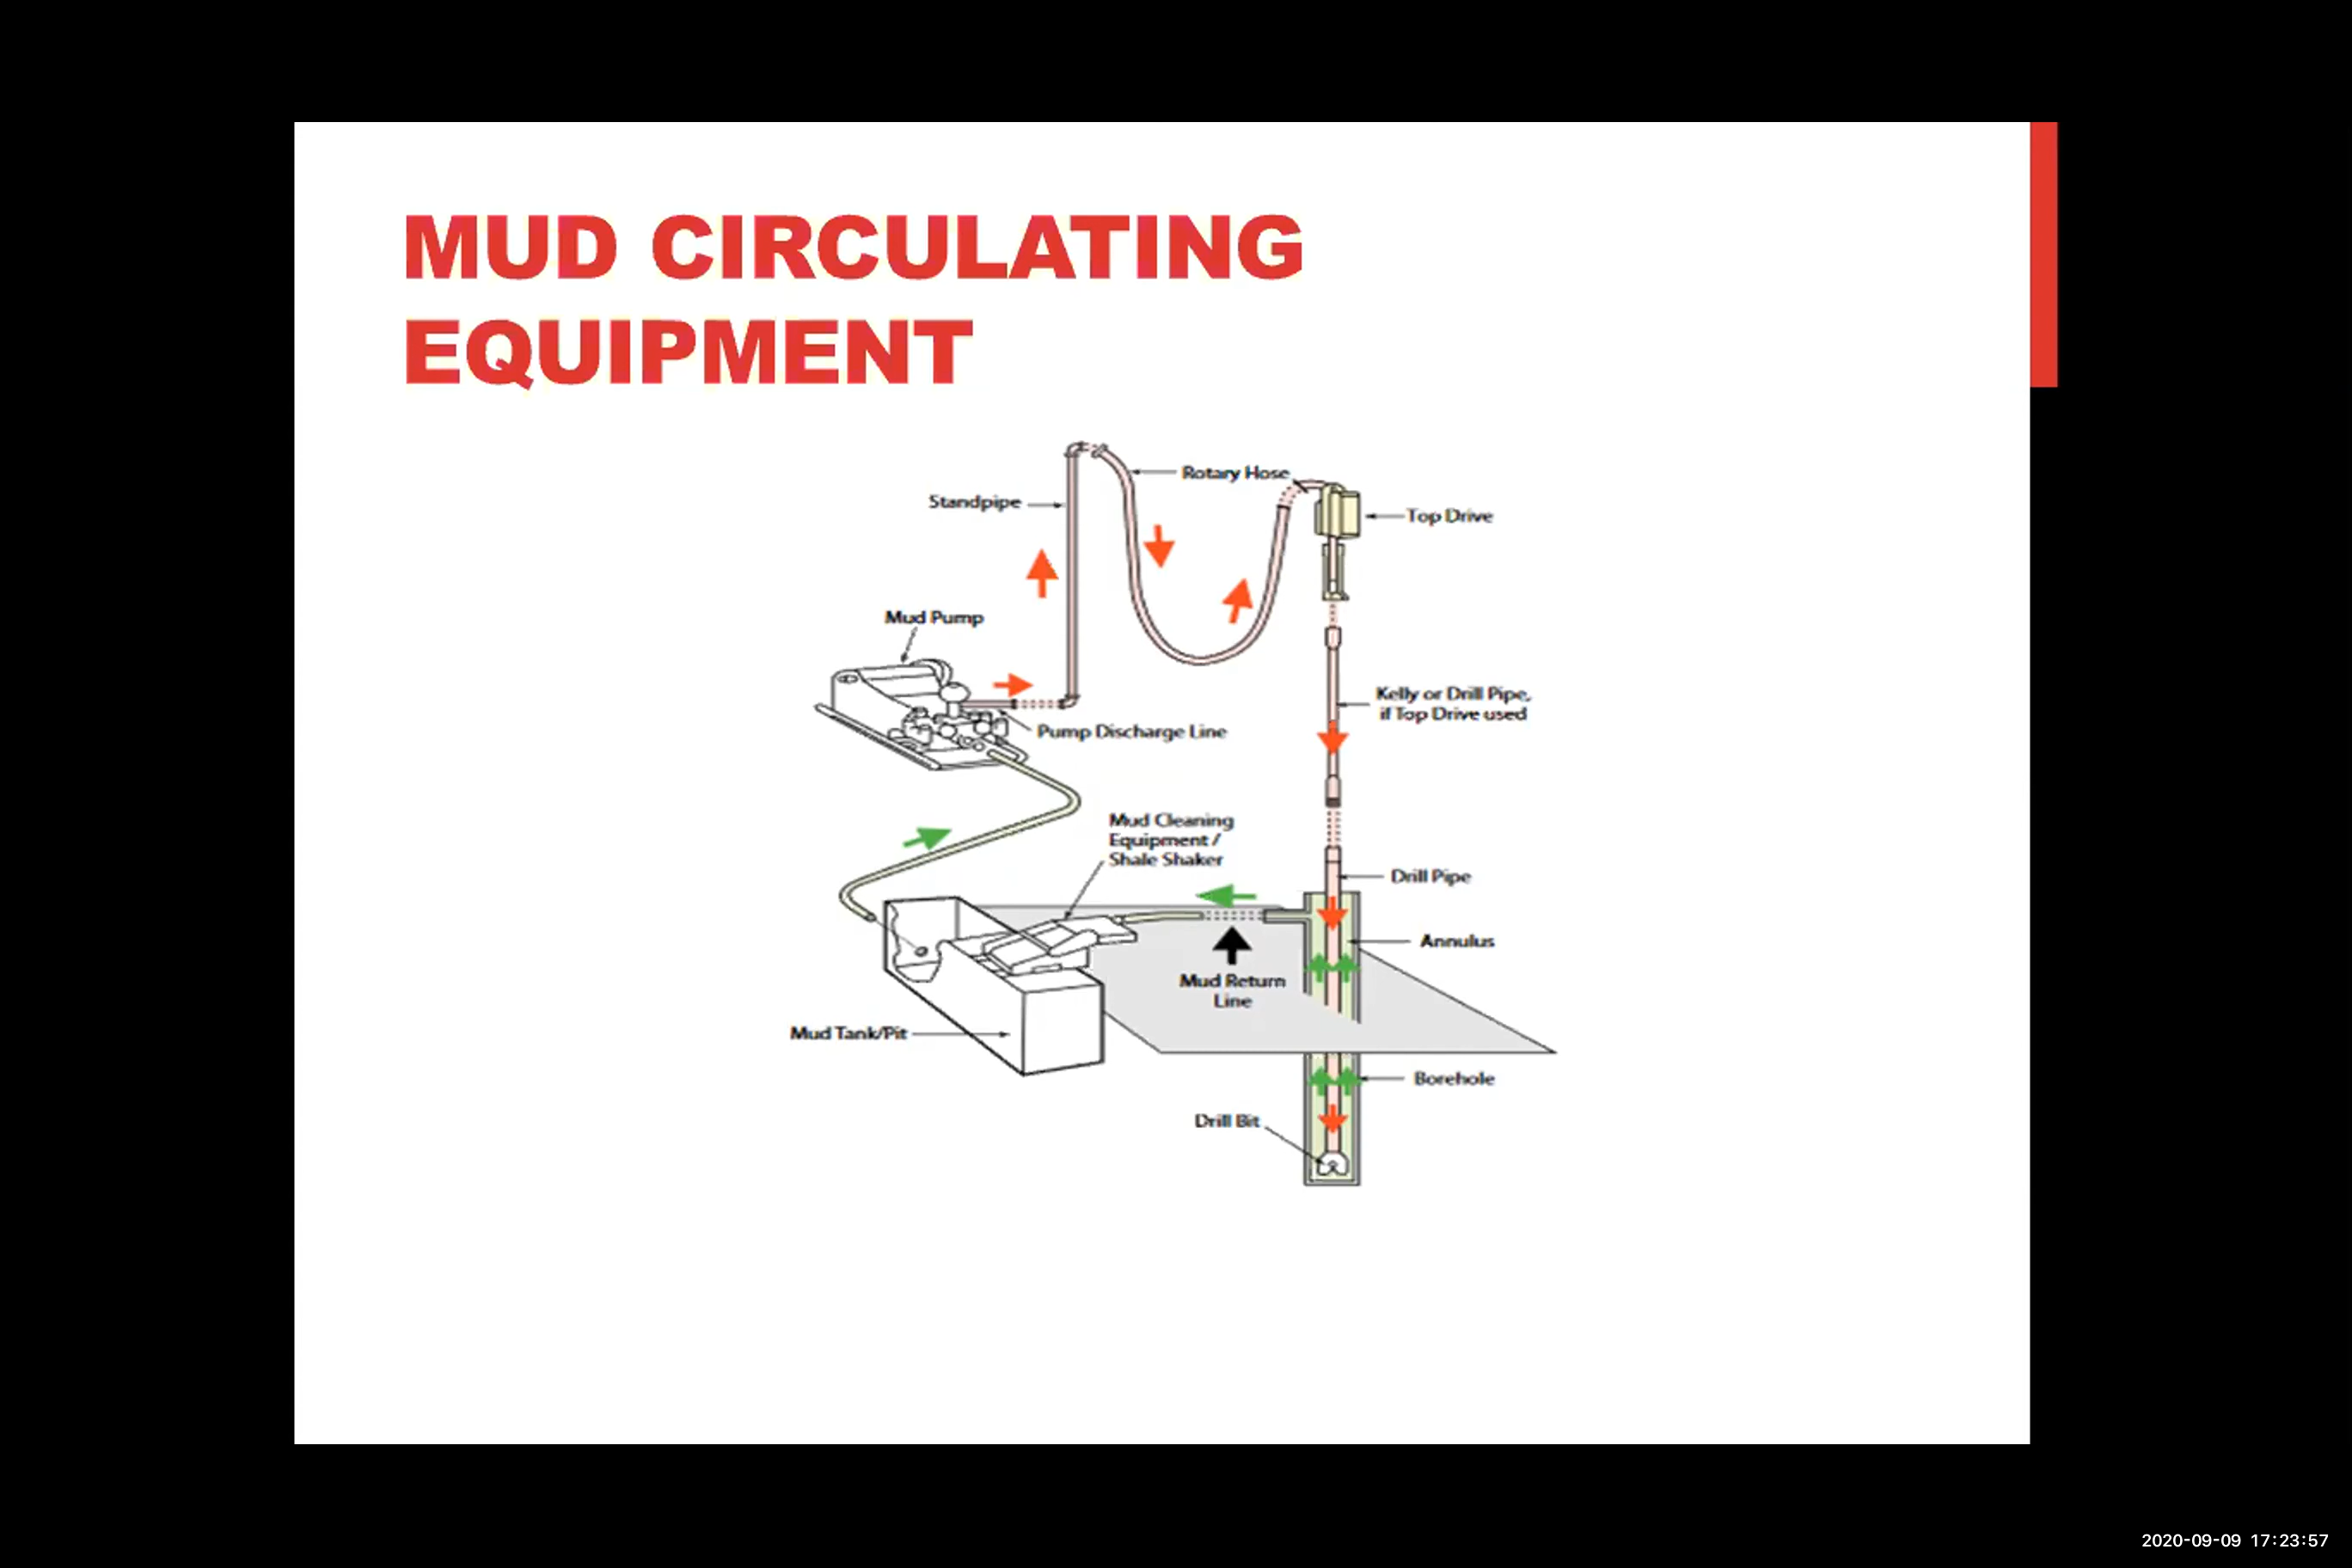 MUD CIRCULATING
EQUIPMENT
Rotary Hose
Standpipe
Top Drive
Mud Pump
Kelly or Drill Pipe,
if Top Drive used
Pump Discharge Line
Mud Cleaning
Equipment /
Shale Shaker
Drill Pipe
Annulus
Mud Return
Line
Mud Tank/Pit
Borehole
Drill Bit
2020-09-09 17:23:57